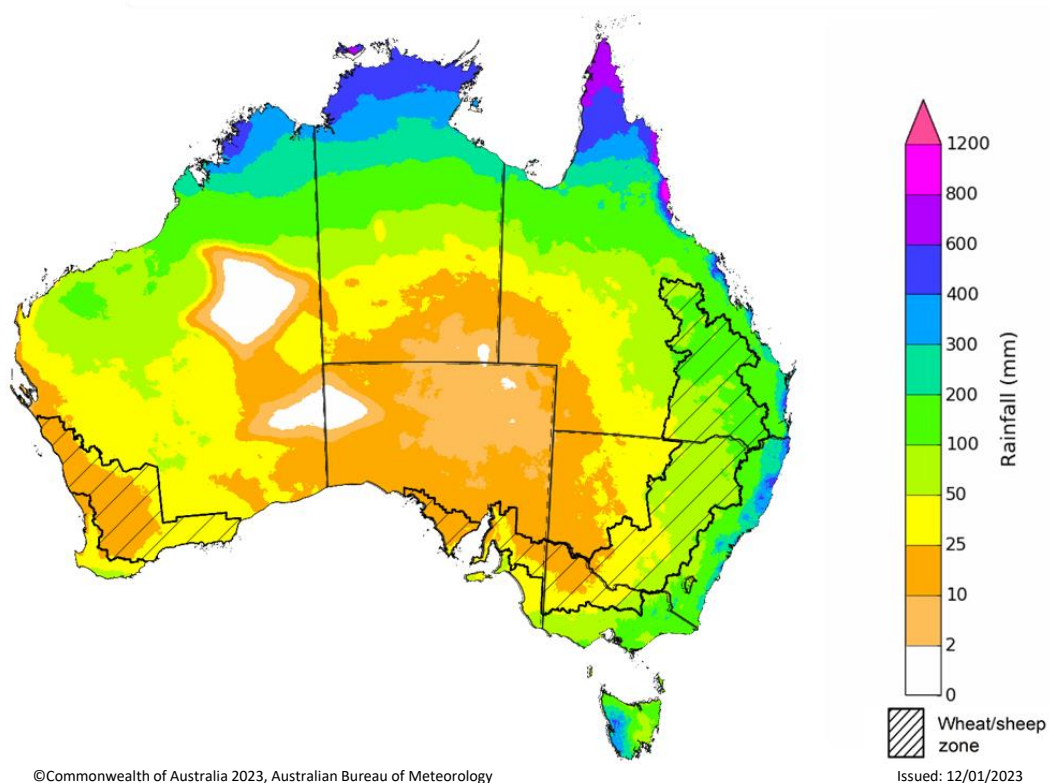 1200
800
600
400
300
200
100
50
25
10
2
0
Rainfall (mm)
Wheat/sheep
zone
©Commonwealth of Australia 2023, Australian Bureau of Meteorology
Issued: 12/01/2023